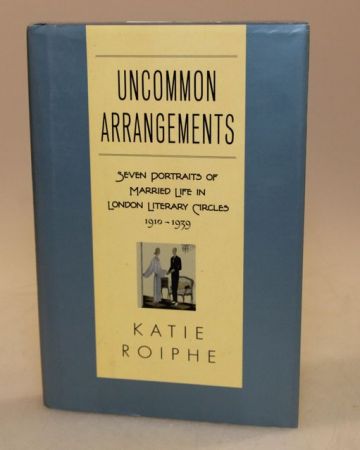 UNCOMMON
ARRANGEMENTS
SEVEN PORTRAITS OF
MARRIED LIFE IN
LONDON LITERARY CIRCLES
1910-1939
KATIE
ROIPHE